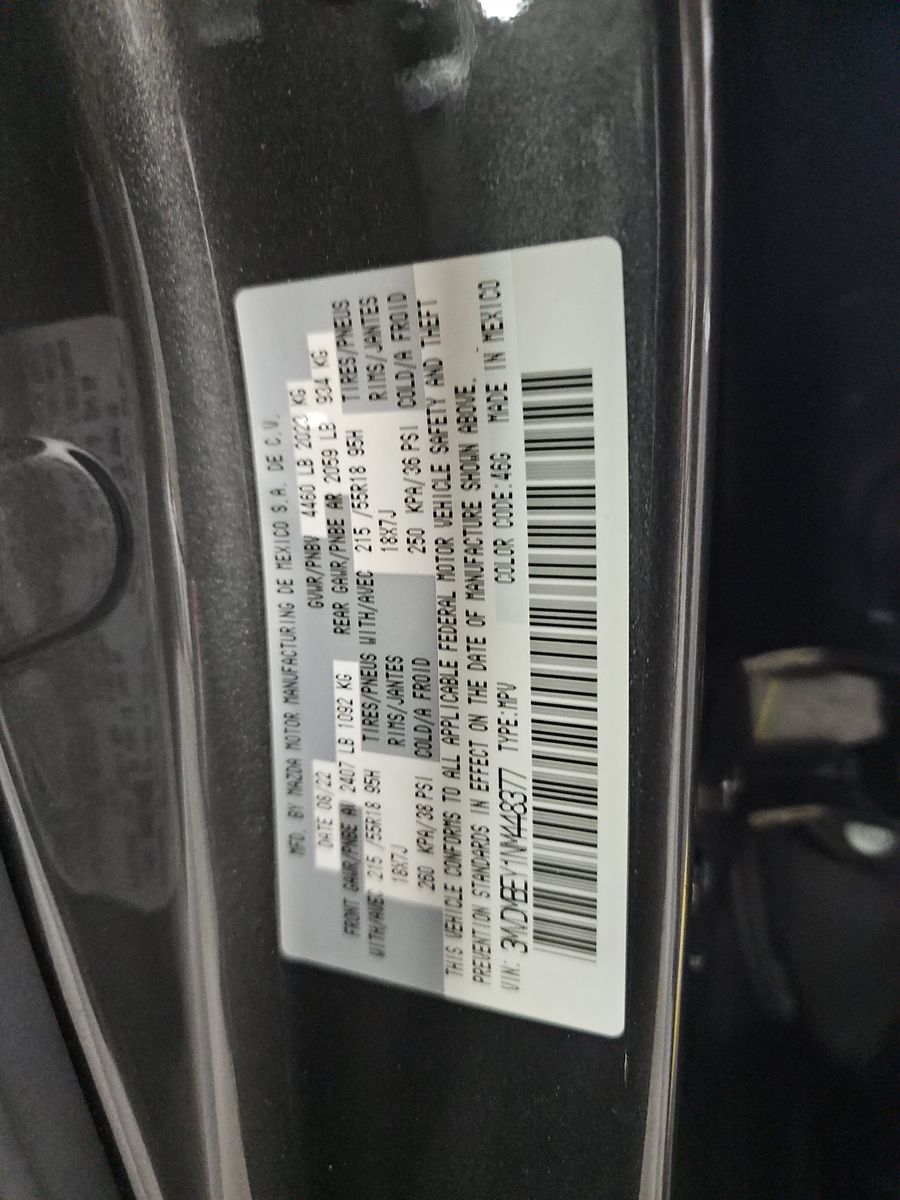 MFD. BY MAZDA MOTOR MANUFACTURING DE MEXICO S.A. DE C.V.
DATE 08/22 GVWR/PNBV 4460 LB 2023 KG
FRONT GAWR/PNBE AV 2407 LB 1092 KG REAR GAWR/PNBE AR 2059 LB 934 KG
WITH/AVEC 215 /55R18 95H TIRES/PNEUS WITH/AVEC 215 /55R18 95H TIRES/PNEUS
18X7J RIMS/JANTES 18X7J RIMS/JANTES
260 KPA/38 PSI COLD/A FROID 250 KPA/36 PSI COLD/A FROID
THIS VEHICLE CONFORMS TO ALL APPLICABLE FEDERAL MOTOR VEHICLE SAFETY AND THEFT
PREVENTION STANDARDS IN EFFECT ON THE DATE OF MANUFACTURE SHOWN ABOVE.
VIN: 3MVDMBEY1NM448377 TYPE:MPV COLOR CODE:46G MADE IN MEXICO